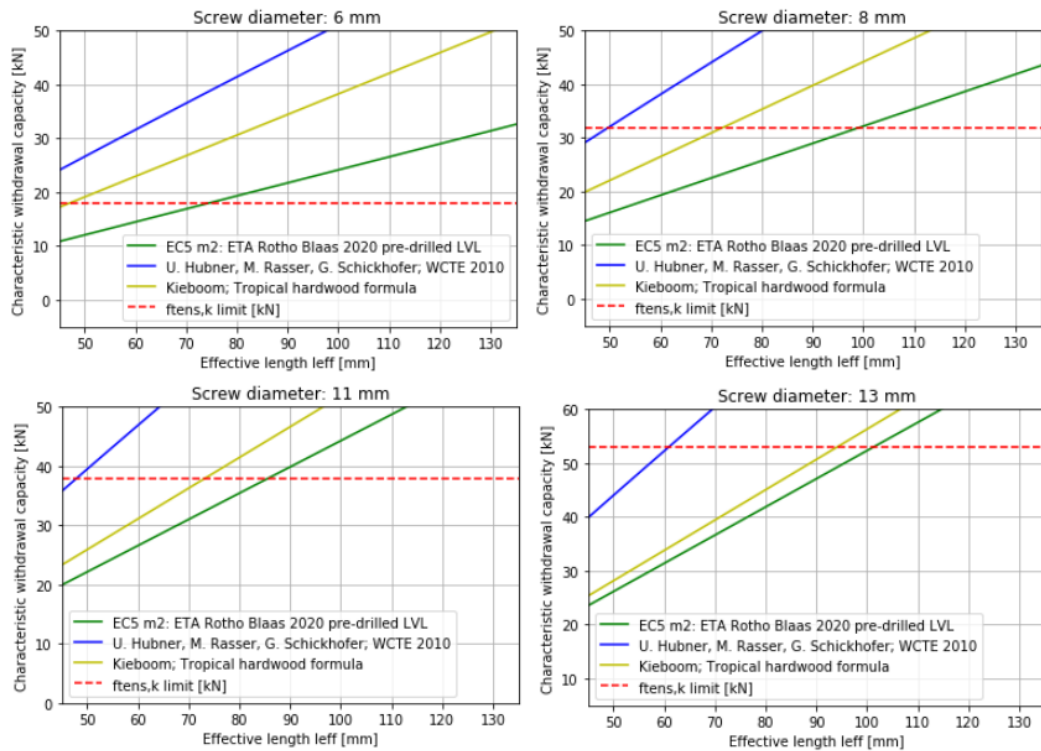 Screw diameter: 6 mm
Characteristic withdrawal capacity [kN]
50
40
30
20
10
0
EC5 m2: ETA Rotho Blaas 2020 pre-drilled LVL
U. Hubner, M. Rasser, G. Schickhofer; WCTE 2010
Kieboom; Tropical hardwood formula
ftens,k limit [kN]
50 60 70 80 90 100 110 120 130
Effective length leff [mm]
Screw diameter: 8 mm
Characteristic withdrawal capacity [kN]
50
40
30
20
10
0
EC5 m2: ETA Rotho Blaas 2020 pre-drilled LVL
U. Hubner, M. Rasser, G. Schickhofer; WCTE 2010
Kieboom; Tropical hardwood formula
ftens,k limit [kN]
50 60 70 80 90 100 110 120 130
Effective length leff [mm]
Screw diameter: 11 mm
Characteristic withdrawal capacity [kN]
50
40
30
20
10
0
EC5 m2: ETA Rotho Blaas 2020 pre-drilled LVL
U. Hubner, M. Rasser, G. Schickhofer; WCTE 2010
Kieboom; Tropical hardwood formula
ftens,k limit [kN]
50 60 70 80 90 100 110 120 130
Effective length leff [mm]
Screw diameter: 13 mm
Characteristic withdrawal capacity [kN]
60
50
40
30
20
10
EC5 m2: ETA Rotho Blaas 2020 pre-drilled LVL
U. Hubner, M. Rasser, G. Schickhofer; WCTE 2010
Kieboom; Tropical hardwood formula
ftens,k limit [kN]
50 60 70 80 90 100 110 120 130
Effective length leff [mm]